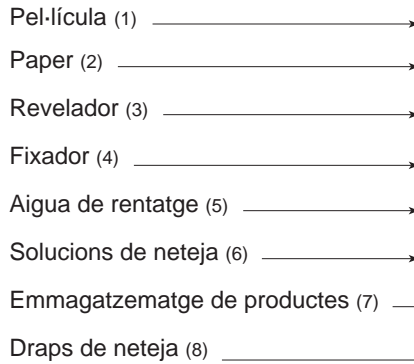 Pel·lícula (1)
Paper (2)
Revelador (3)
Fixador (4)
Aigua de rentatge (5)
Solucions de neteja (6)
Emmagatzematge de productes (7)
Draps de neteja (8)